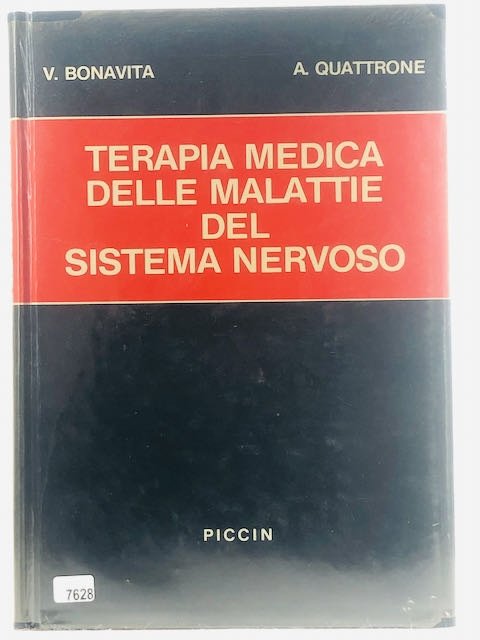 V. BONAVITA A. QUATTRONE
TERAPIA MEDICA
DELLE MALATTIE
DEL
SISTEMA NERVOSO
PICCIN
7628